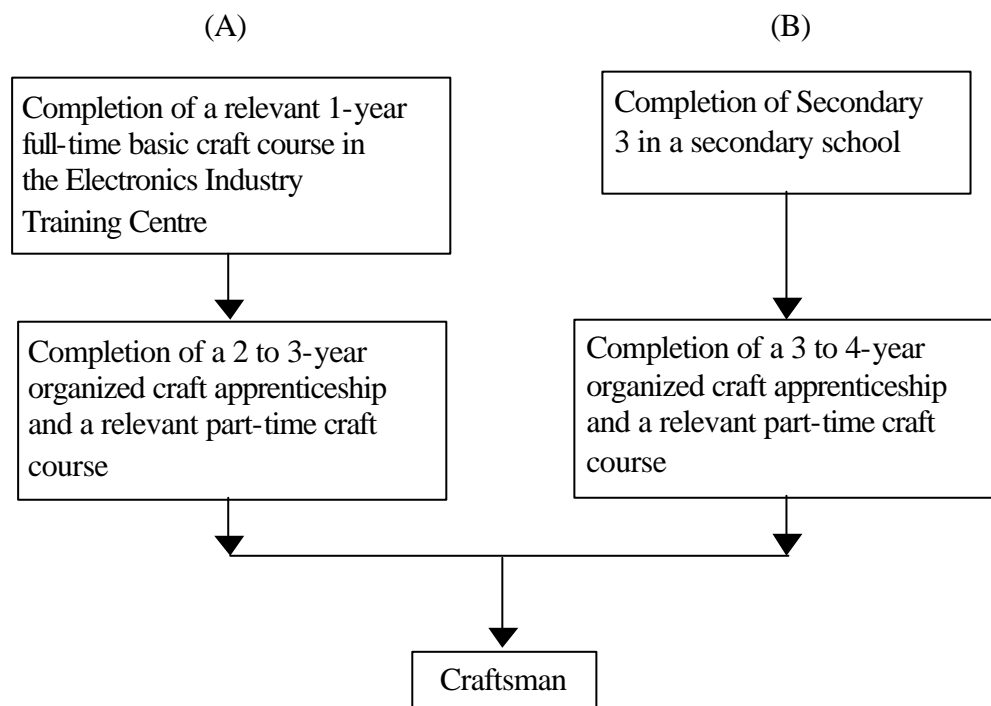 (A)
(B)
Completion of a relevant 1-year
full-time basic craft course in
the Electronics Industry
Training Centre
Completion of Secondary
3 in a secondary school
Completion of a 2 to 3-year
organized craft apprenticeship
and a relevant part-time craft
course
Completion of a 3 to 4-year
organized craft apprenticeship
and a relevant part-time craft
course
Craftsman